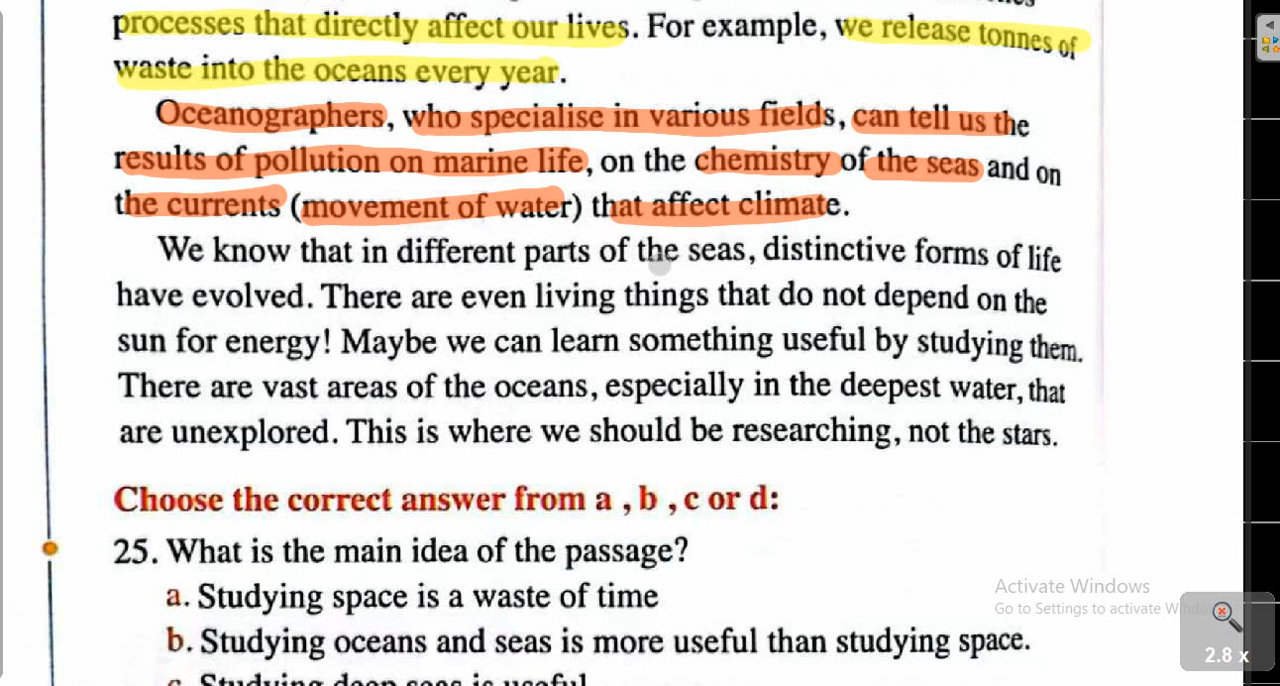 processes that directly affect our lives. For example, we release tonnes of
waste into the oceans every year.
Oceanographers, who specialise in various fields, can tell us the
results of pollution on marine life, on the chemistry of the seas and on
the currents (movement of water) that affect climate.
We know that in different parts of the seas, distinctive forms of life
have evolved. There are even living things that do not depend on the
sun for energy! Maybe we can learn something useful by studying them.
There are vast areas of the oceans, especially in the deepest water, that
are unexplored. This is where we should be researching, not the stars.
Choose the correct answer from a , b , c or d:
25. What is the main idea of the passage?
a. Studying space is a waste of time
b. Studying oceans and seas is more useful than studying space.
c. Studying deep seas is useful
Activate Windows
Go to Settings to activate
2.8 x